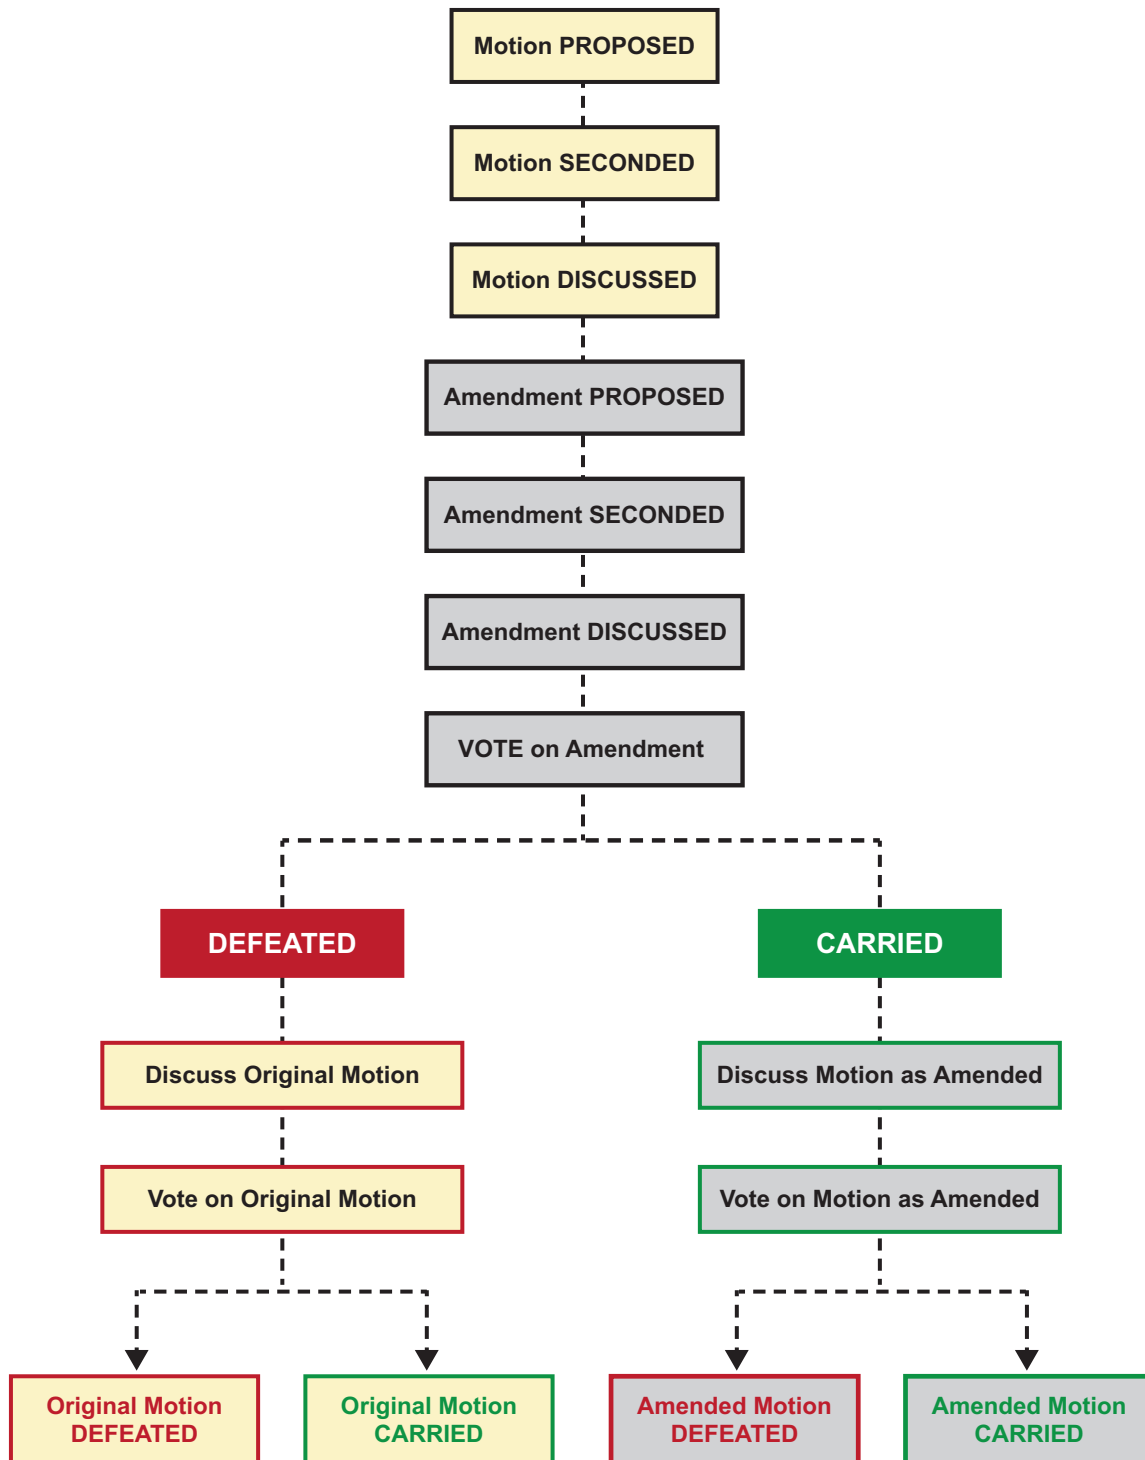 Motion PROPOSED
Motion SECONDED
Motion DISCUSSED
Amendment PROPOSED
Amendment SECONDED
Amendment DISCUSSED
VOTE on Amendment
DEFEATED
CARRIED
Discuss Original Motion
Discuss Motion as Amended
Vote on Original Motion
Vote on Motion as Amended
Original Motion
DEFEATED
Original Motion
CARRIED
Amended Motion
DEFEATED
Amended Motion
CARRIED